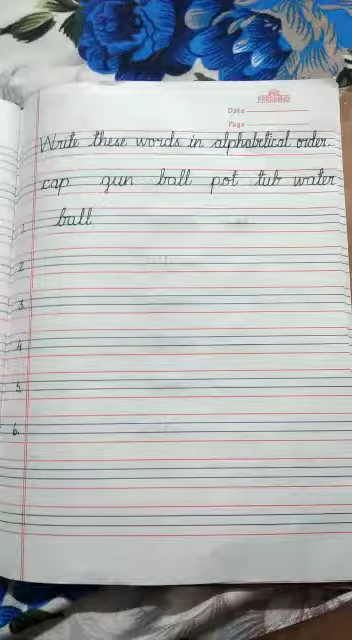 FREEMIND
Date
Page
Write these words in alphabetical order.
cap gun ball pot tub water
1. ball
2.
3.
4.
5.
6.